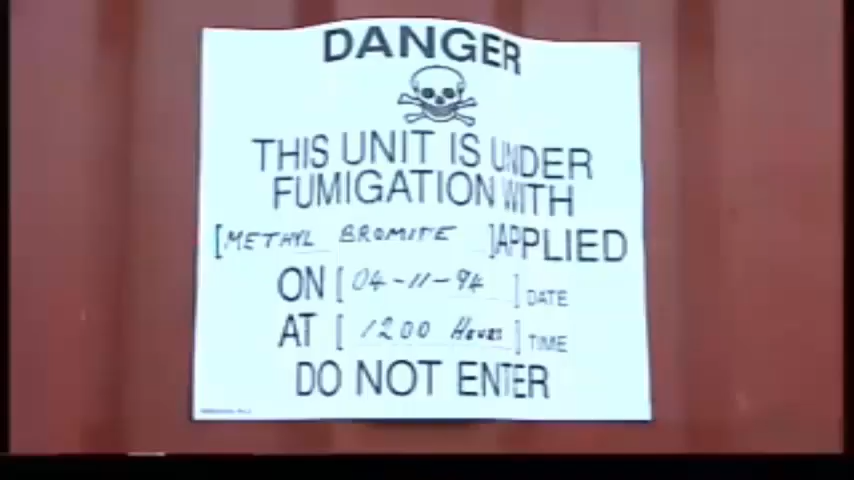 DANGER
THIS UNIT IS UNDER
FUMIGATION WITH
[METHYL BROMITE ]APPLIED
ON [ 04-11-94 ] DATE
AT [ 1200 HOURS ] TIME
DO NOT ENTER